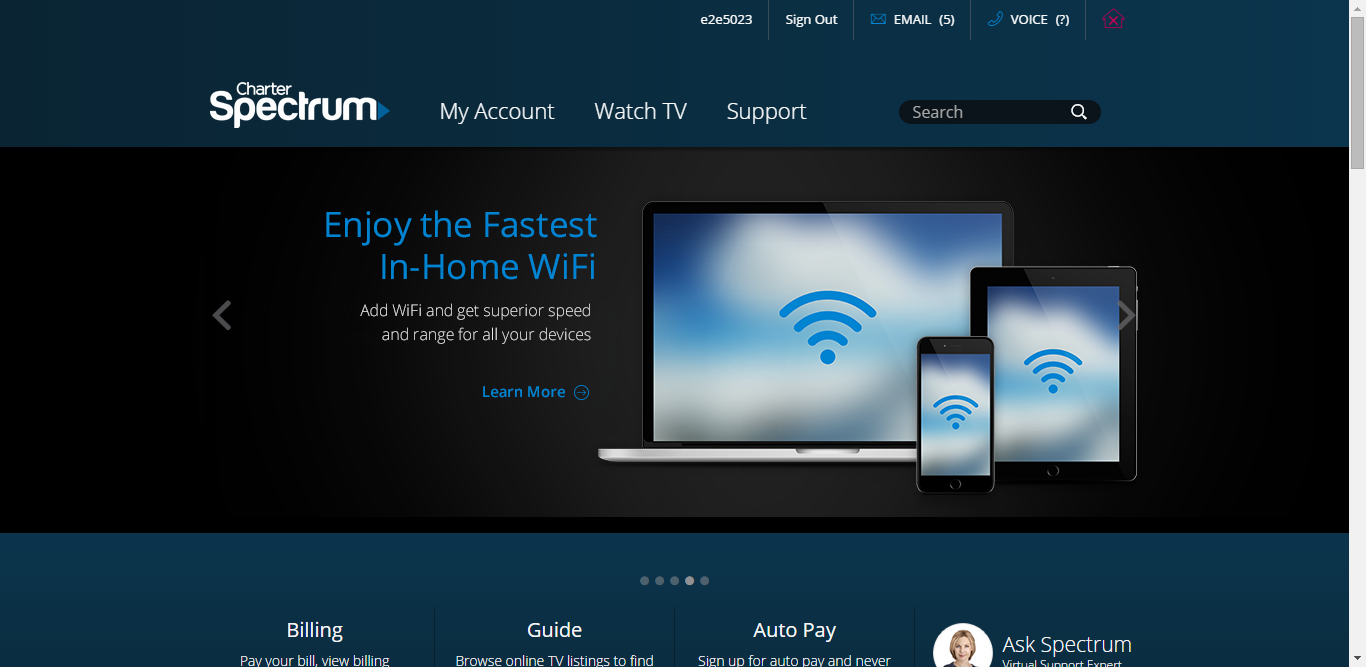 e2e5023
Sign Out
EMAIL (5)
VOICE (?)
Charter
Spectrum
My Account
Watch TV
Support
Search
Enjoy the Fastest
In-Home WiFi
Add WiFi and get superior speed
and range for all your devices
Learn More
Billing
Guide
Auto Pay
Ask Spectrum
Pay your bill, view billing
Browse online TV listings to find
Sign up for auto pay and never
Virtual Support Expert